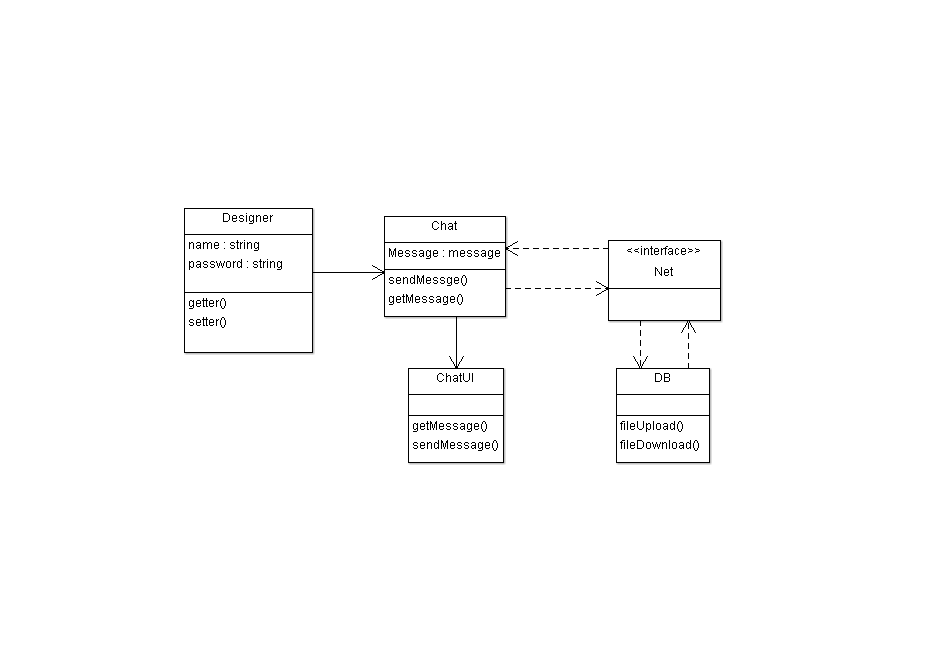 Designer
name : string
password : string
getter()
setter()
Chat
Message : message
sendMessge()
getMessage()
<<interface>>
Net
ChatUI
getMessage()
sendMessage()
DB
fileUpload()
fileDownload()